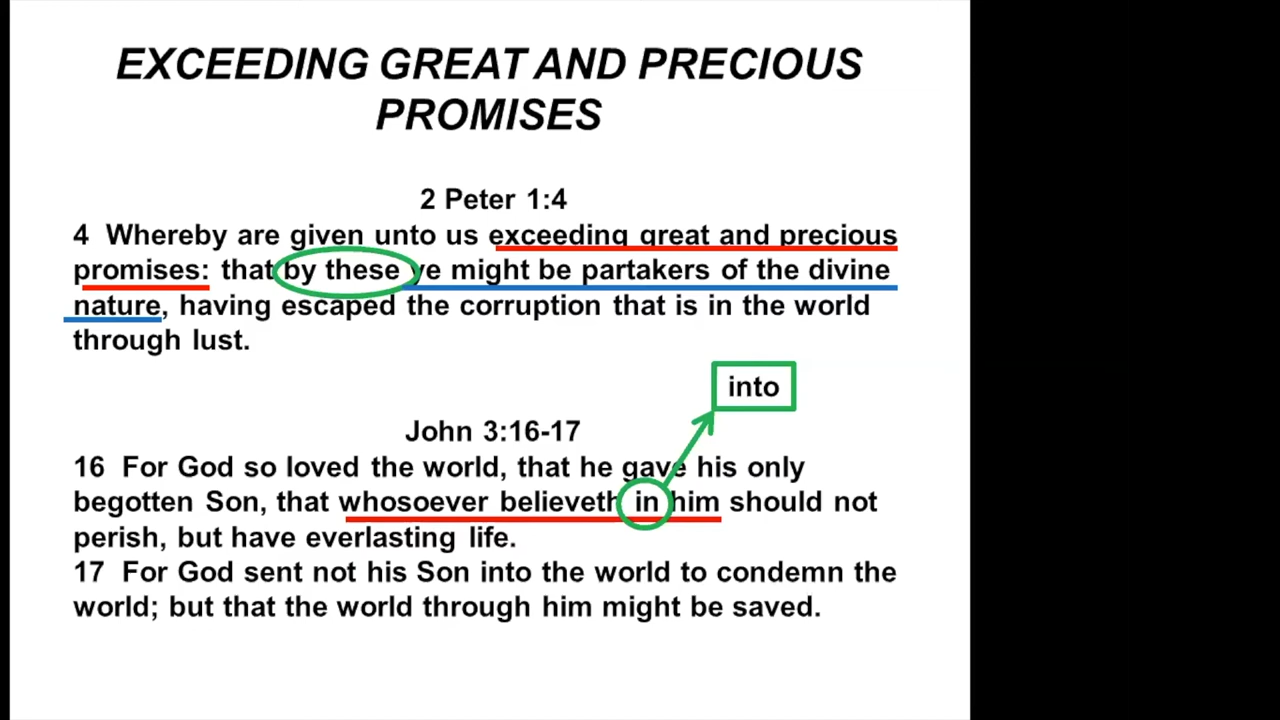 EXCEEDING GREAT AND PRECIOUS
PROMISES
2 Peter 1:4
4 Whereby are given unto us exceeding great and precious
promises: that by these ye might be partakers of the divine
nature, having escaped the corruption that is in the world
through lust.
into
John 3:16-17
16 For God so loved the world, that he gave his only
begotten Son, that whosoever believeth in him should not
perish, but have everlasting life.
17 For God sent not his Son into the world to condemn the
world; but that the world through him might be saved.